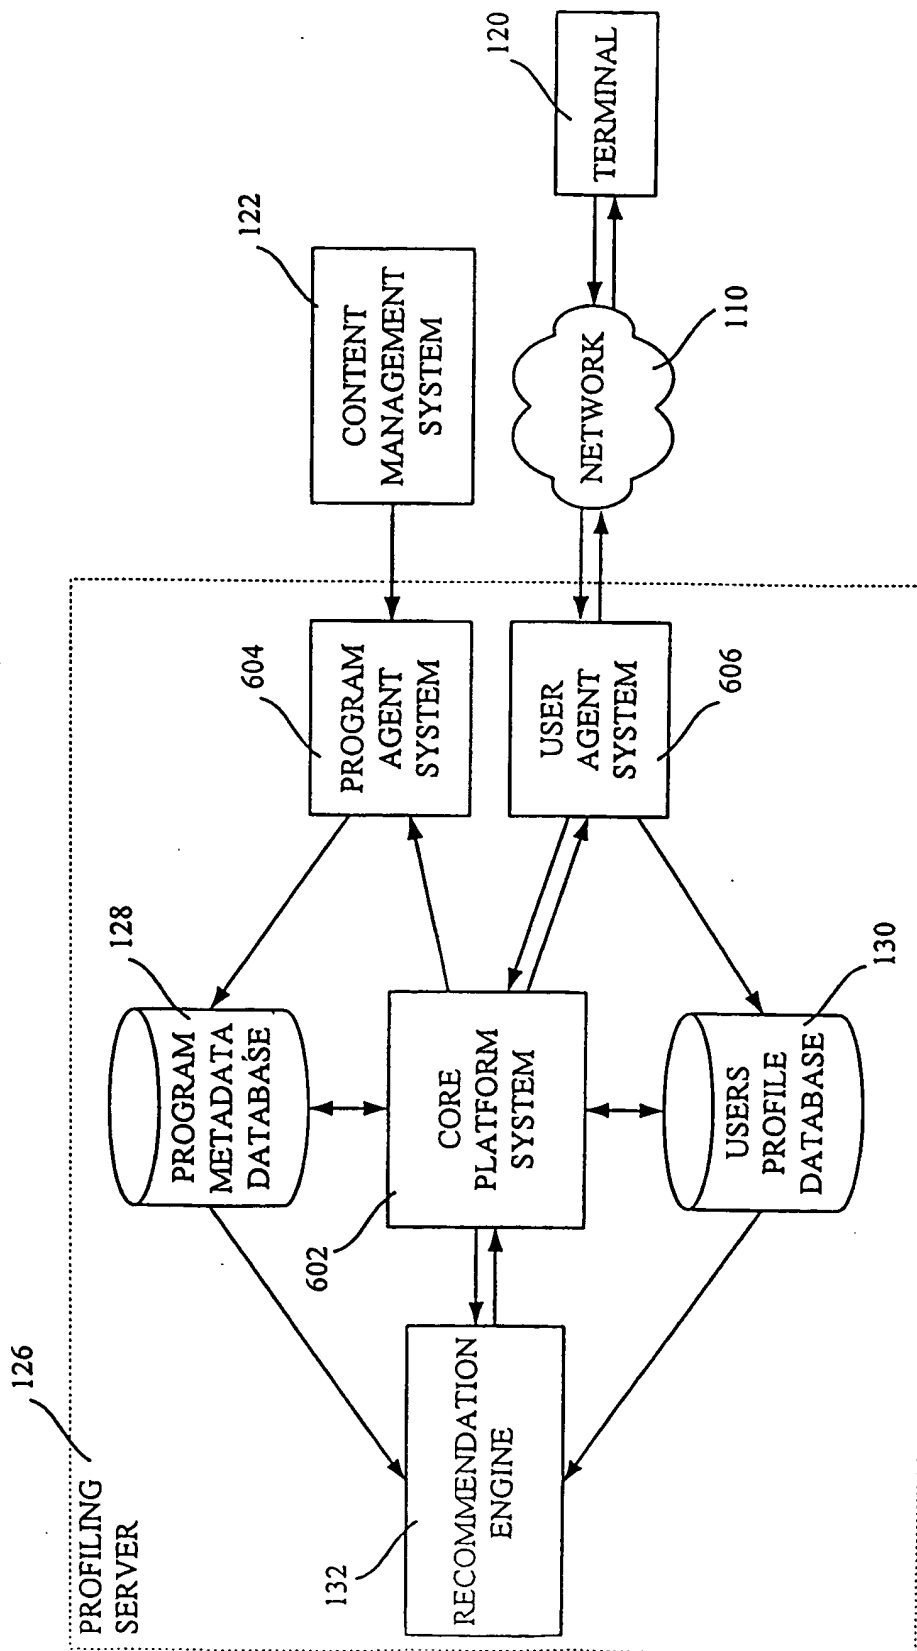 PROFILING
SERVER
126
PROGRAM
METADATA
DATABASE
128
604
PROGRAM
AGENT
SYSTEM
122
CONTENT
MANAGEMENT
SYSTEM
120
TERMINAL
132
RECOMMENDATION
ENGINE
602
CORE
PLATFORM
SYSTEM
USER
AGENT
SYSTEM
606
NETWORK
110
USERS
PROFILE
DATABASE
130